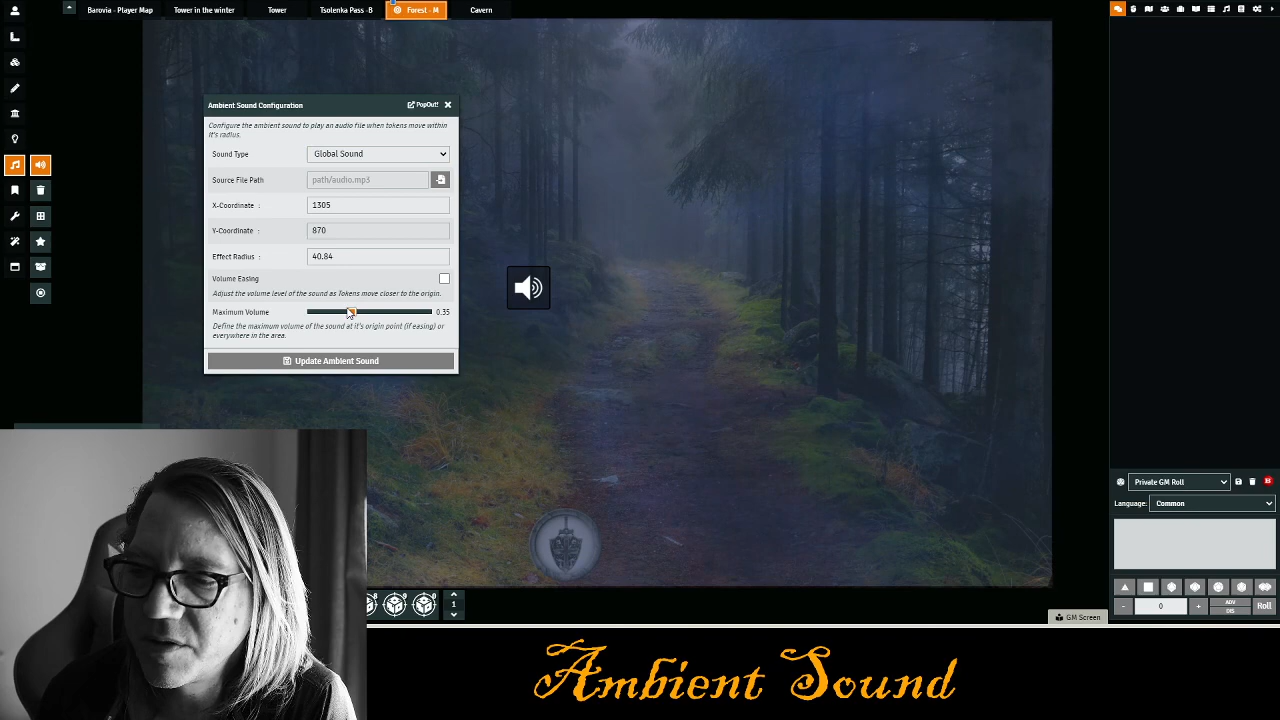 Barovia - Player Map
Tower in the winter
Tower
Tsolenka Pass -B
Forest - M
Cavern
Ambient Sound Configuration
PopOut!
Configure the ambient sound to play an audio file when tokens move within
it's radius.
Sound Type
Global Sound
Source File Path
path/audio.mp3
X-Coordinate :
1305
Y-Coordinate :
870
Effect Radius :
40.84
Volume Easing
Adjust the volume level of the sound as Tokens move closer to the origin.
Maximum Volume
0.35
Define the maximum volume of the sound at it's origin point (if easing) or
everywhere in the area.
Update Ambient Sound
Private GM Roll
Language:
Common
-
0
+
ADV
DIS
Roll
1
GM Screen
Ambient Sound